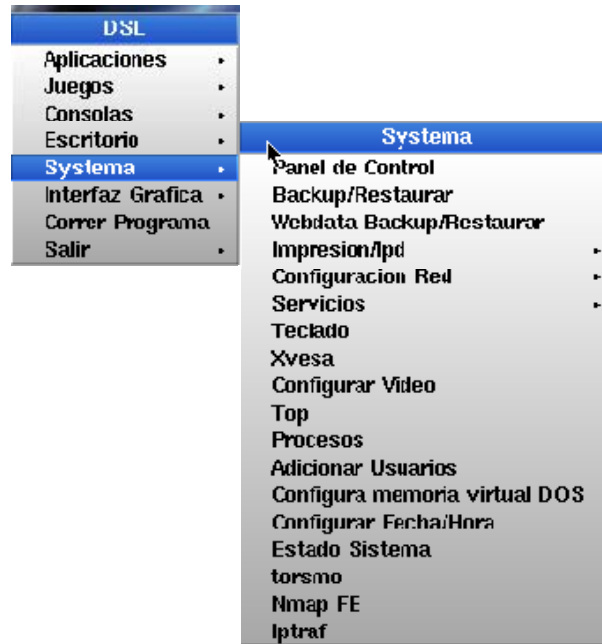 DSL
Aplicaciones
Juegos
Consolas
Escritorio
Systema
Interfaz Grafica
Correr Programa
Salir
Systema
Panel de Control
Backup/Restaurar
Webdata Backup/Restaurar
Impresion/lpd
Configuracion Red
Servicios
Teclado
Xvesa
Configurar Video
Top
Procesos
Adicionar Usuarios
Configura memoria virtual DOS
Configurar Fecha/Hora
Estado Sistema
torsmo
Nmap FE
Iptraf